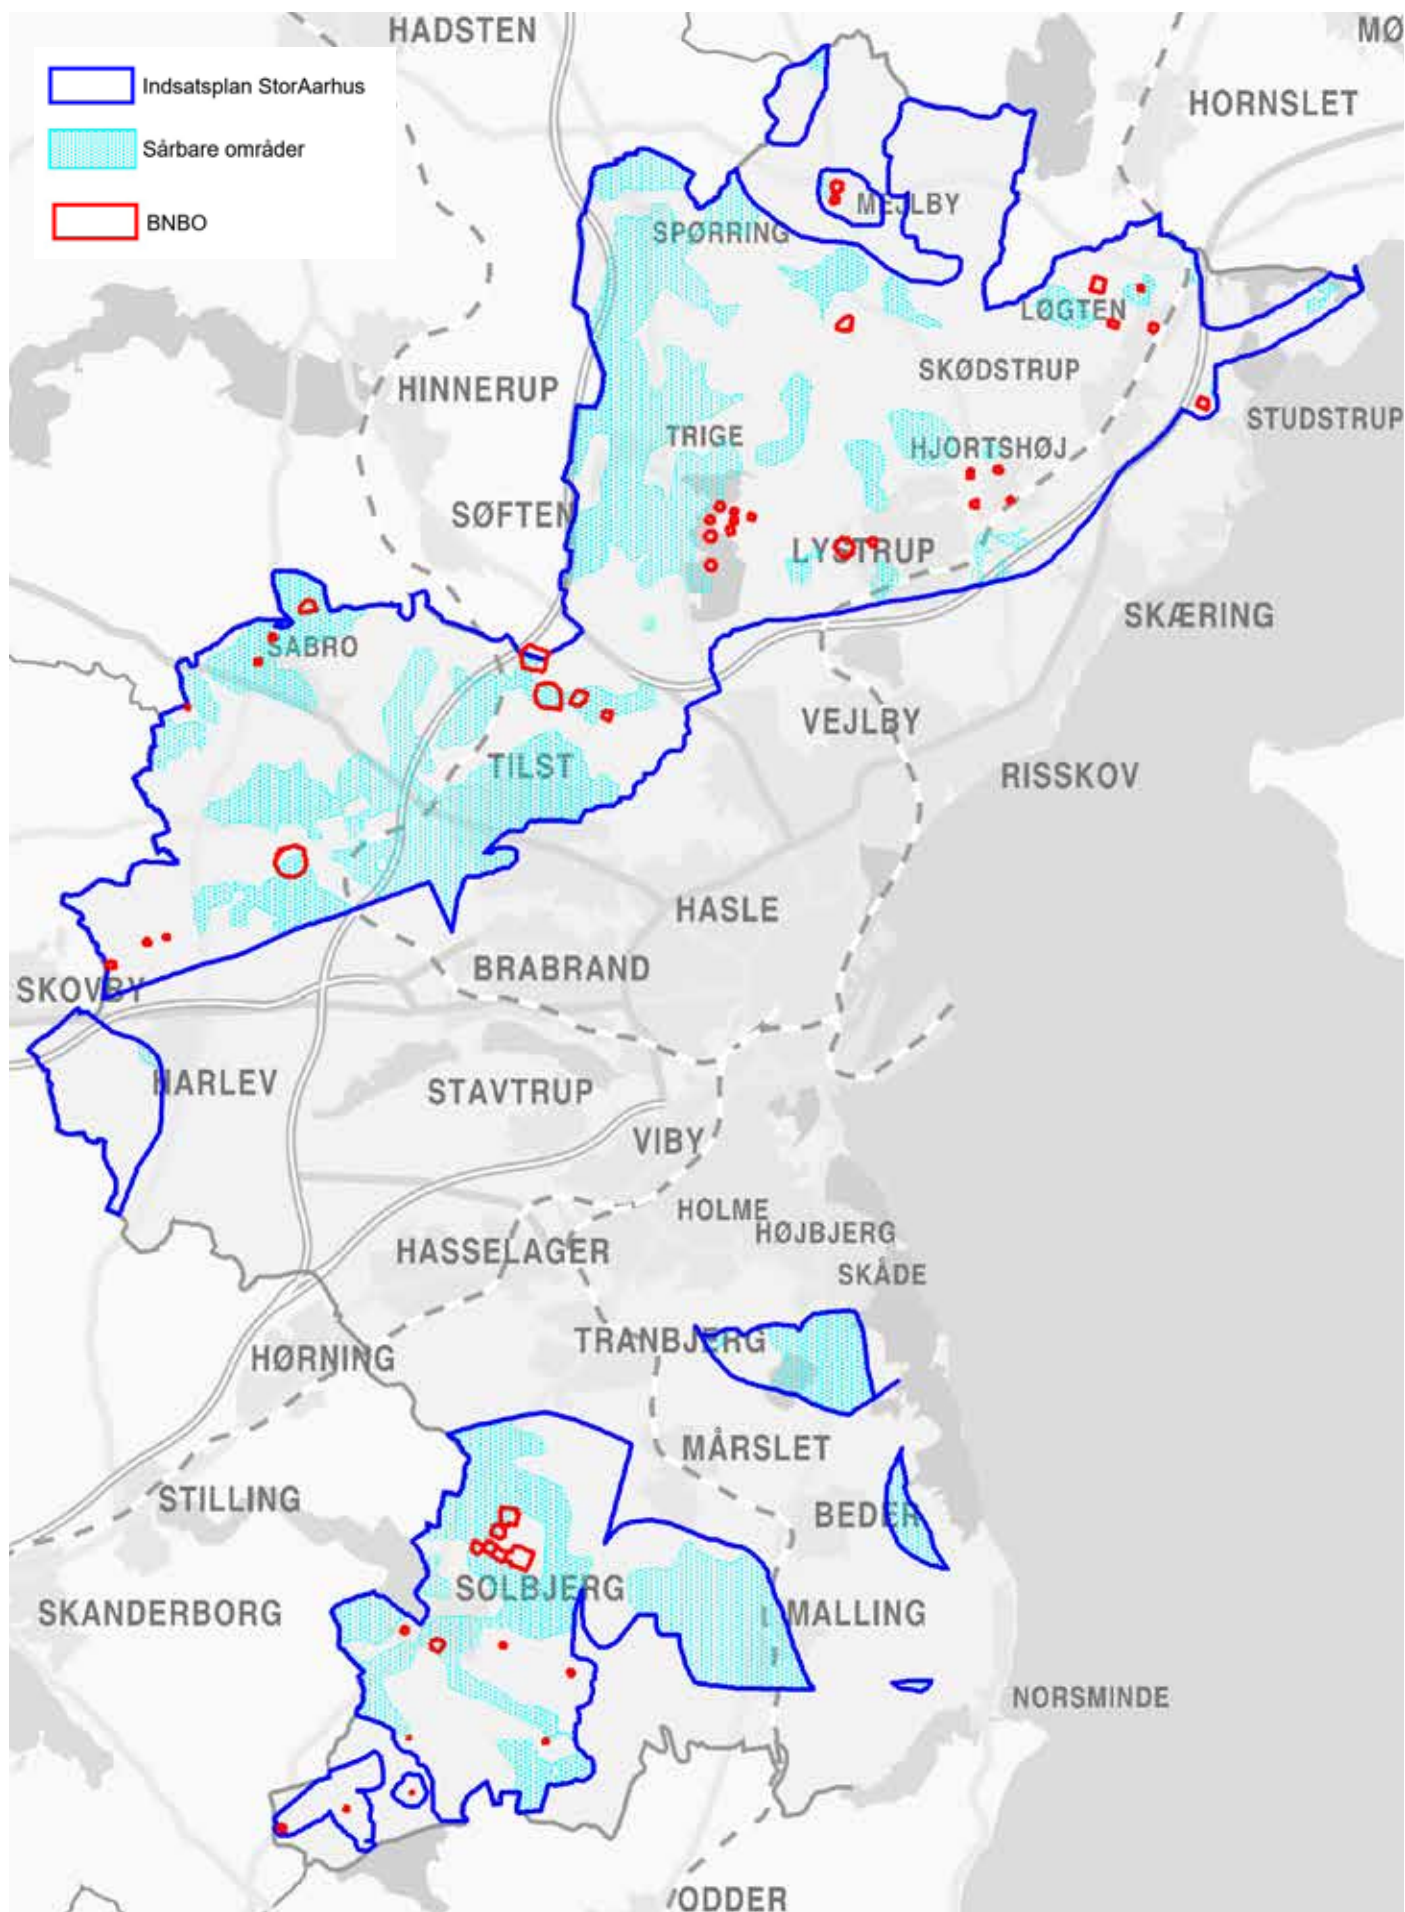 HADSTEN
MØ
Indsatsplan StorAarhus
HORNSLET
Sårbare områder
MEJLBY
BNBO
SPØRRING
LØGTEN
SKØDSTRUP
HINNERUP
STUDSTRUP
TRIGE
HJORTSHØJ
SØFTEN
LYSTRUP
SKÆRING
SABRO
VEJLBY
TILST
RISSKOV
HASLE
BRABRAND
SKOVBY
HARLEV
STAVTRUP
VIBY
HOLME
HØJBJERG
HASSELAGER
SKÅDE
TRANBJERG
HØRNING
MÅRSLET
STILLING
BEDER
SOLBJERG
SKANDERBORG
MALLING
NORSMINDE
ODDER